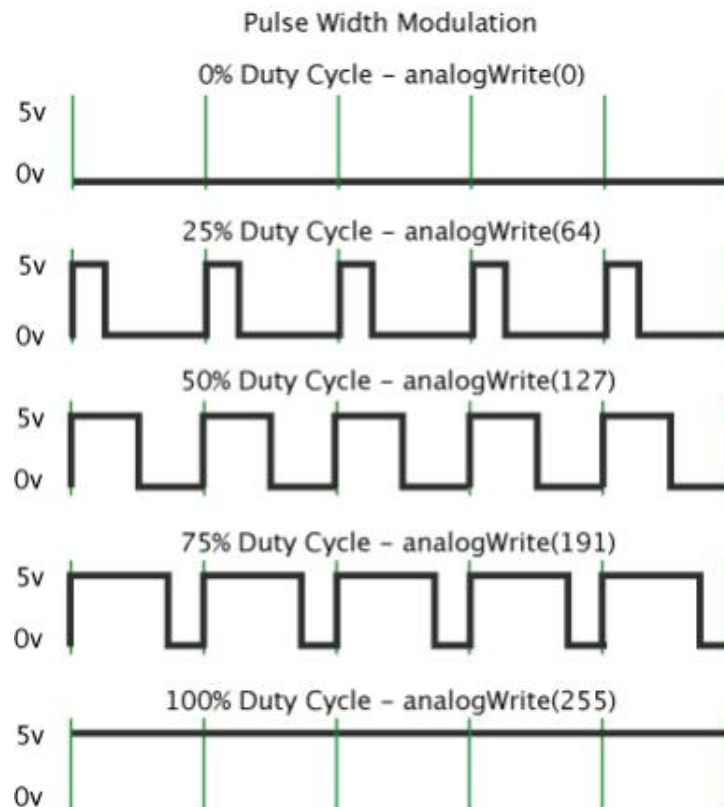 Pulse Width Modulation
0% Duty Cycle – analogWrite(0)
5v
0v
25% Duty Cycle – analogWrite(64)
5v
0v
50% Duty Cycle – analogWrite(127)
5v
0v
75% Duty Cycle – analogWrite(191)
5v
0v
100% Duty Cycle – analogWrite(255)
5v
0v